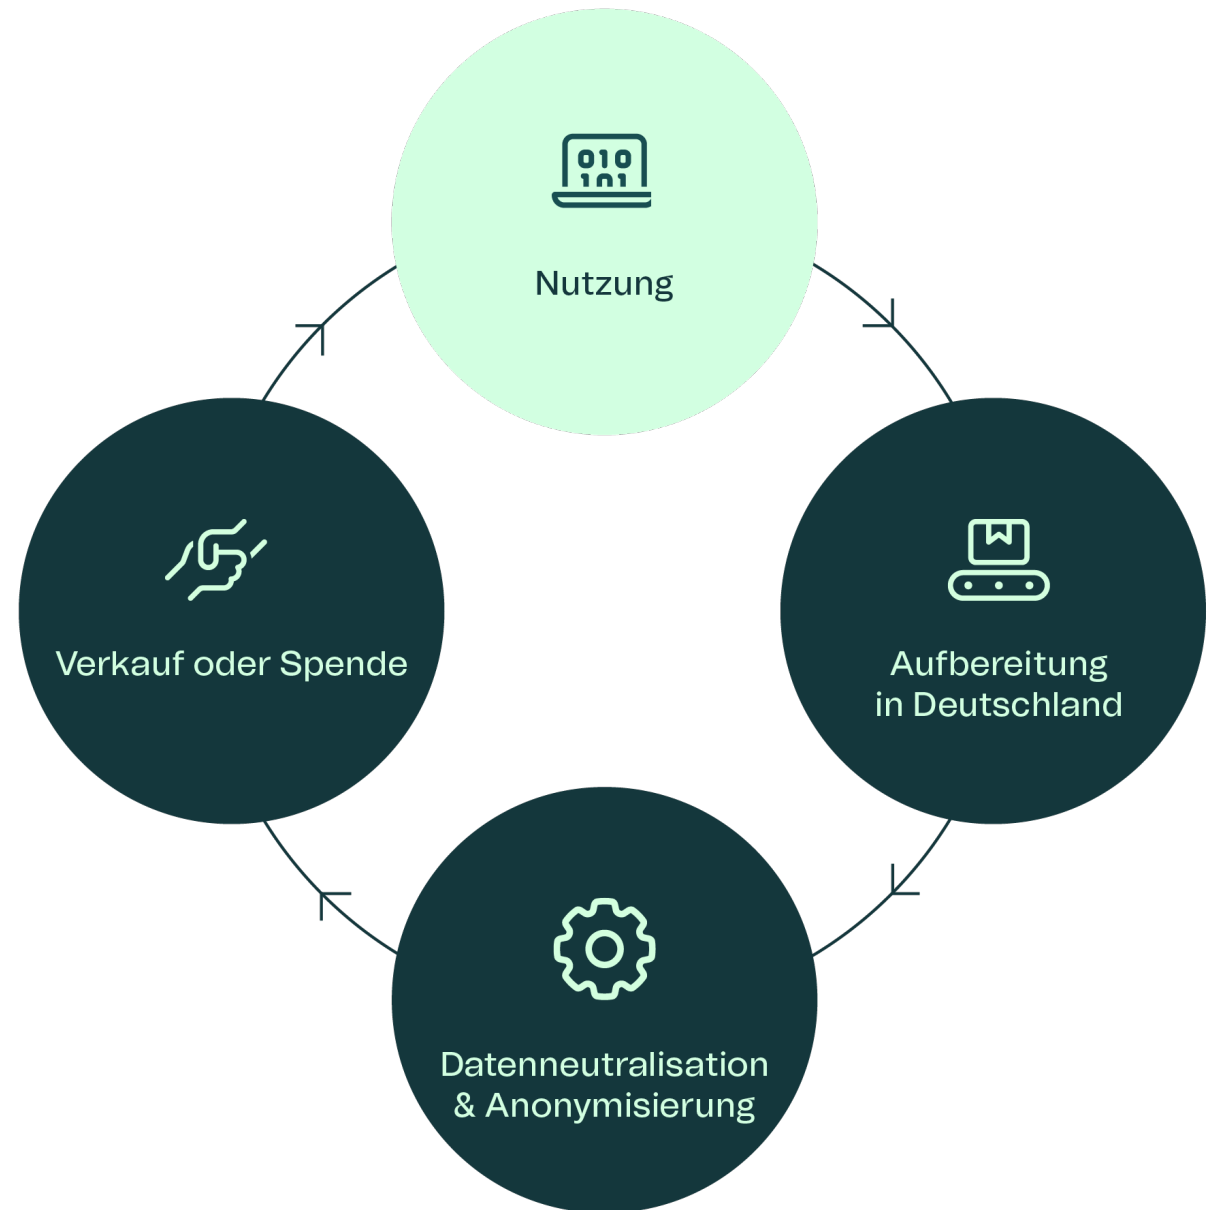 010
101
Nutzung
Verkauf oder Spende
Aufbereitung
in Deutschland
Datenneutralisation
& Anonymisierung